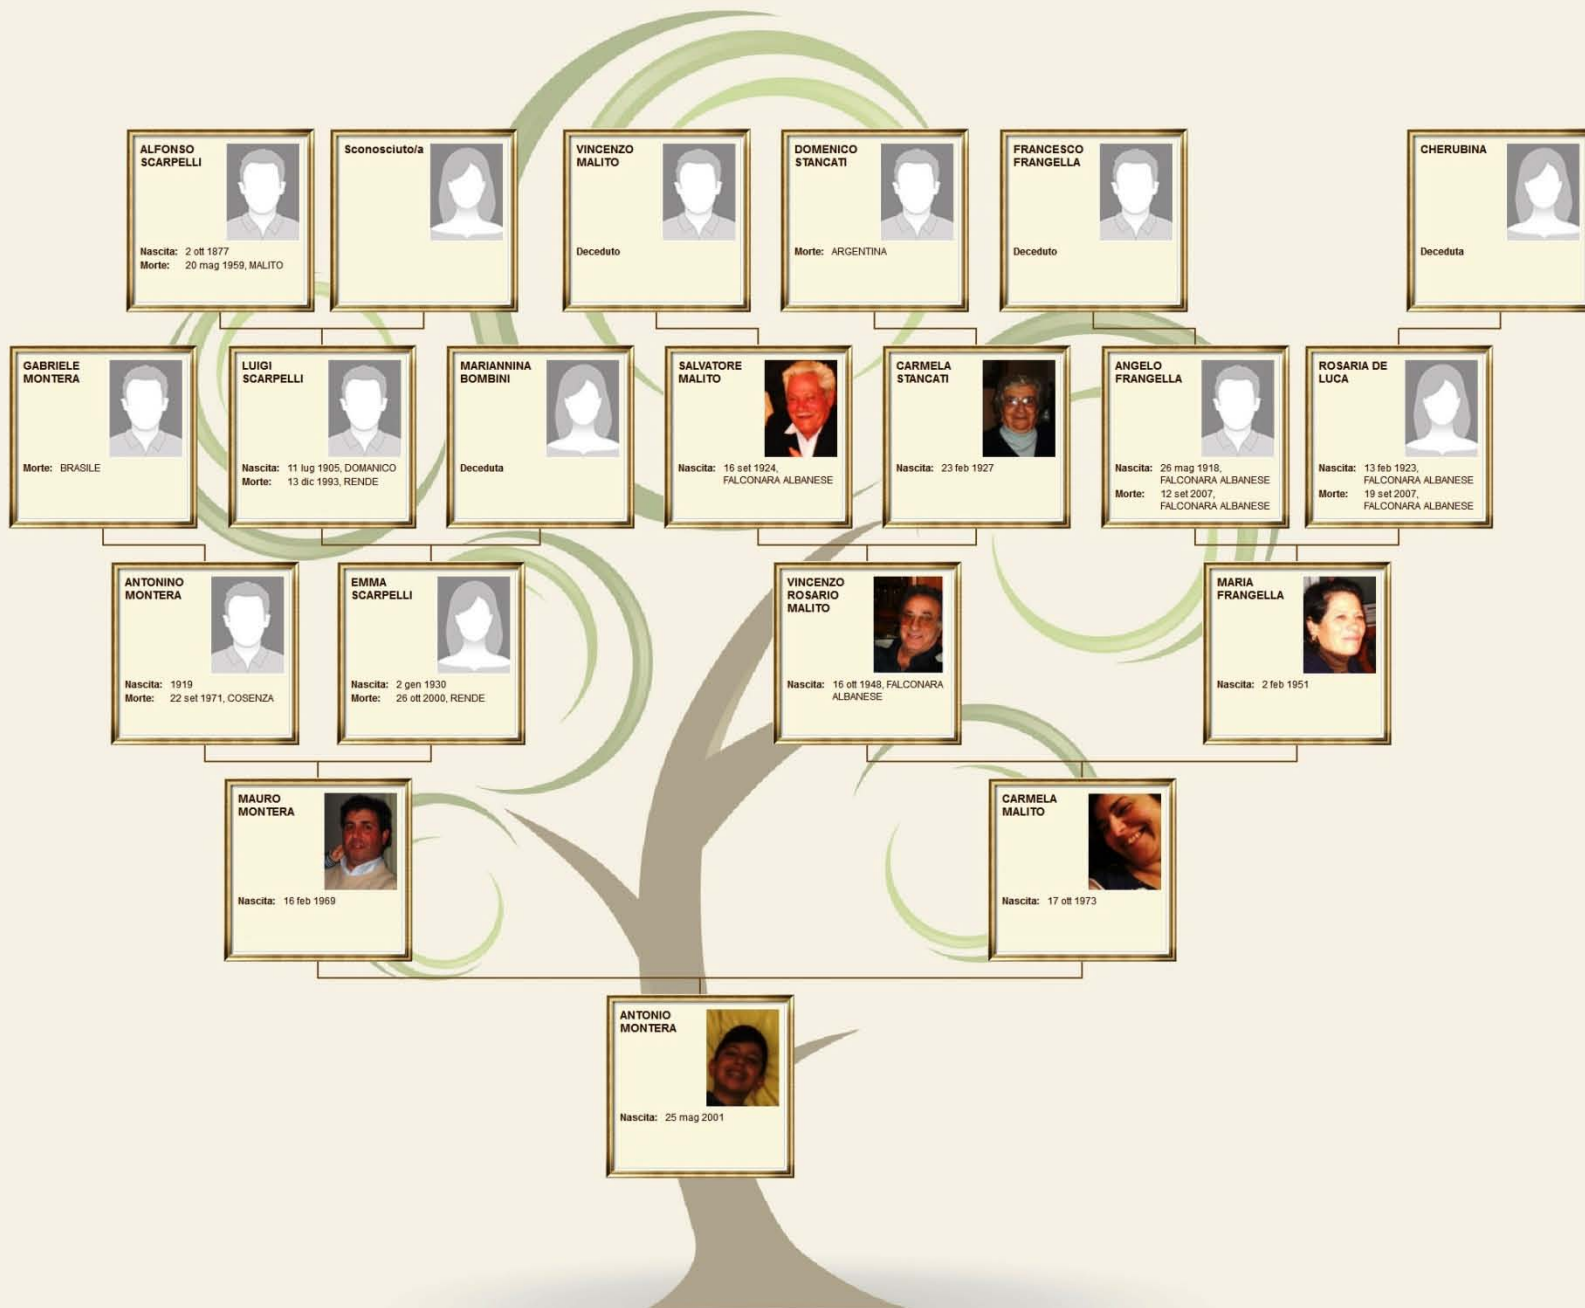 ALFONSO
SCARPELLI
Nascita: 2 ott 1877
Morte: 20 mag 1959, MALITO
Sconosciuto/a
VINCENZO
MALITO
Deceduto
DOMENICO
STANCATI
Morte: ARGENTINA
FRANCESCO
FRANGELLA
Deceduto
CHERUBINA
Deceduta
GABRIELE
MONTERA
Morte: BRASILE
LUIGI
SCARPELLI
Nascita: 11 lug 1905, DOMANICO
Morte: 13 dic 1993, RENDE
MARIANNINA
BOMBINI
Deceduta
SALVATORE
MALITO
Nascita: 16 set 1924,
FALCONARA ALBANESE
CARMELA
STANCATI
Nascita: 23 feb 1927
ANGELO
FRANGELLA
Nascita: 26 mag 1918,
FALCONARA ALBANESE
Morte: 12 set 2007,
FALCONARA ALBANESE
ROSARIA DE
LUCA
Nascita: 13 feb 1923,
FALCONARA ALBANESE
Morte: 19 set 2007,
FALCONARA ALBANESE
ANTONINO
MONTERA
Nascita: 1919
Morte: 22 set 1971, COSENZA
EMMA
SCARPELLI
Nascita: 2 gen 1930
Morte: 26 ott 2000, RENDE
VINCENZO
ROSARIO
MALITO
Nascita: 16 ott 1948, FALCONARA
ALBANESE
MARIA
FRANGELLA
Nascita: 2 feb 1951
MAURO
MONTERA
Nascita: 16 feb 1969
CARMELA
MALITO
Nascita: 17 ott 1973
ANTONIO
MONTERA
Nascita: 25 mag 2001